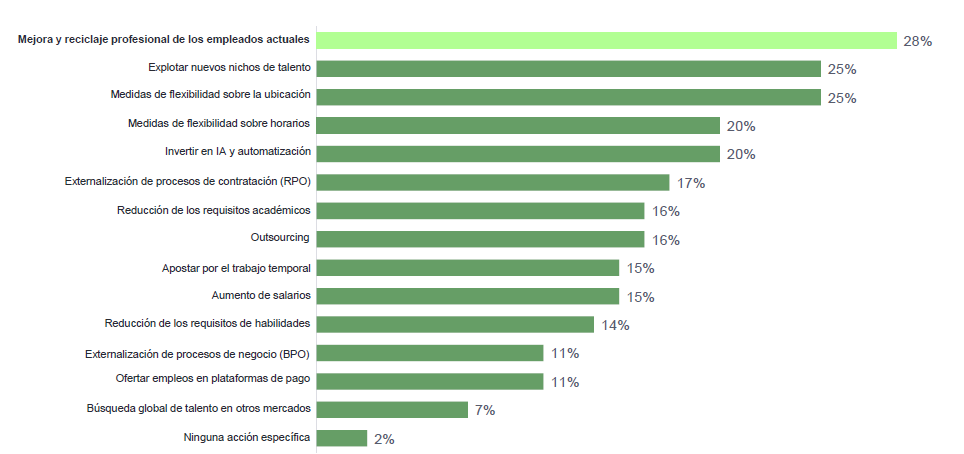 Mejora y reciclaje profesional de los empleados actuales 28%
Explotar nuevos nichos de talento 25%
Medidas de flexibilidad sobre la ubicación 25%
Medidas de flexibilidad sobre horarios 20%
Invertir en IA y automatización 20%
Externalización de procesos de contratación (RPO) 17%
Reducción de los requisitos académicos 16%
Outsourcing 16%
Apostar por el trabajo temporal 15%
Aumento de salarios 15%
Reducción de los requisitos de habilidades 14%
Externalización de procesos de negocio (BPO) 11%
Ofertar empleos en plataformas de pago 11%
Búsqueda global de talento en otros mercados 7%
Ninguna acción específica 2%